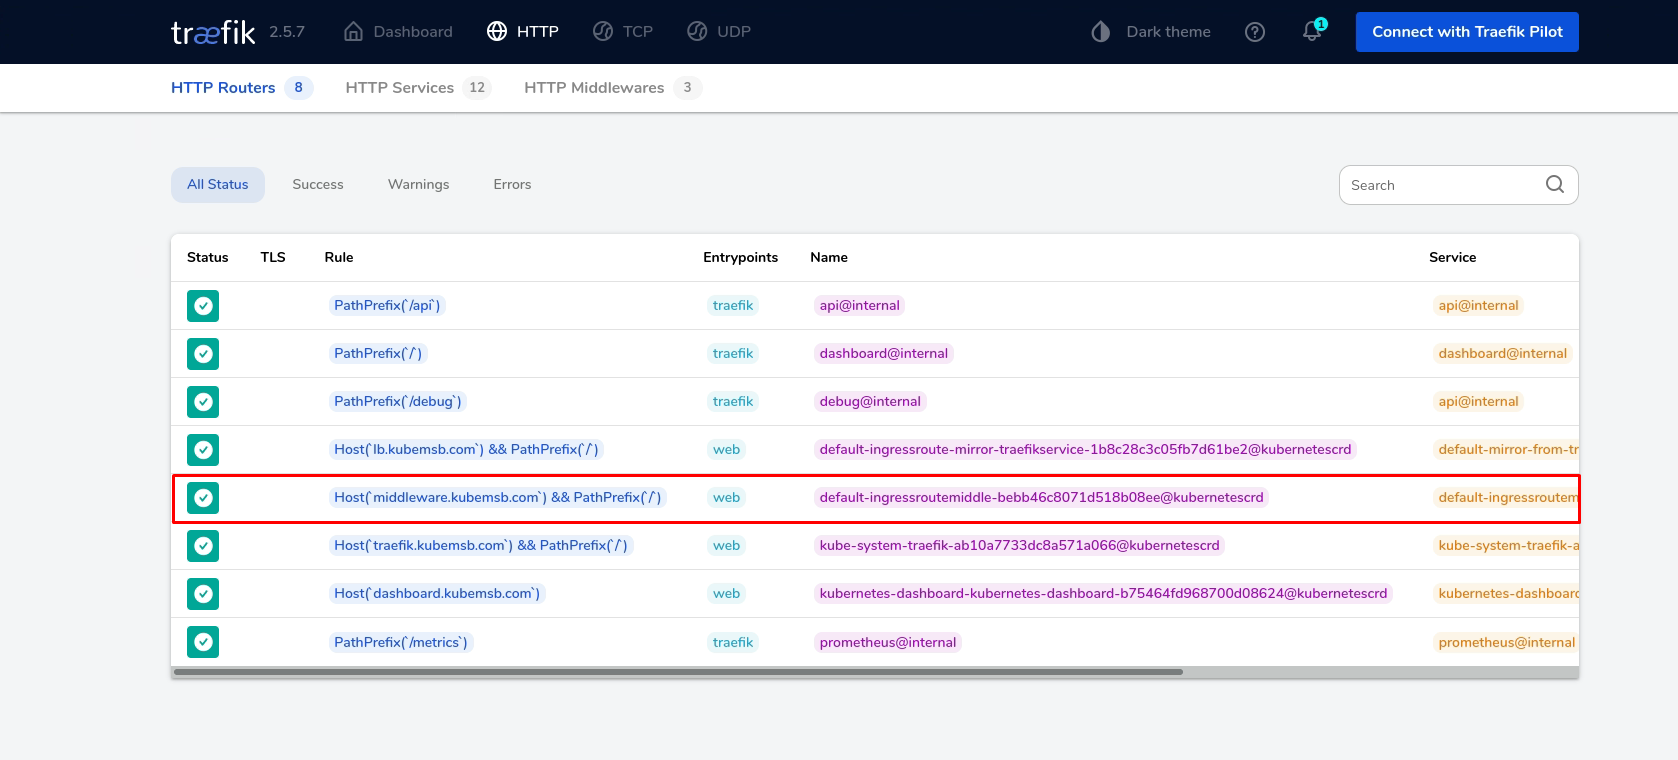 træfik 2.5.7 Dashboard HTTP TCP UDP Dark theme 1 Connect with Traefik Pilot
HTTP Routers 8 HTTP Services 12 HTTP Middlewares 3
All Status Success Warnings Errors Search
Status TLS Rule Entrypoints Name Service
PathPrefix(`/api`) traefik api@internal api@internal
PathPrefix(`/`) traefik dashboard@internal dashboard@internal
PathPrefix(`/debug`) traefik debug@internal api@internal
Host(`lb.kubemsb.com`) && PathPrefix(`/`) web default-ingressroute-mirror-traefikservice-1b8c28c3c05fb7d61be2@kubernetescrd default-mirror-from-tr
Host(`middleware.kubemsb.com`) && PathPrefix(`/`) web default-ingressroutemiddle-bebb46c8071d518b08ee@kubernetescrd default-ingressroutem
Host(`traefik.kubemsb.com`) && PathPrefix(`/`) web kube-system-traefik-ab10a7733dc8a571a066@kubernetescrd kube-system-traefik-a
Host(`dashboard.kubemsb.com`) web kubernetes-dashboard-kubernetes-dashboard-b75464fd968700d08624@kubernetescrd kubernetes-dashboard
PathPrefix(`/metrics`) traefik prometheus@internal prometheus@internal